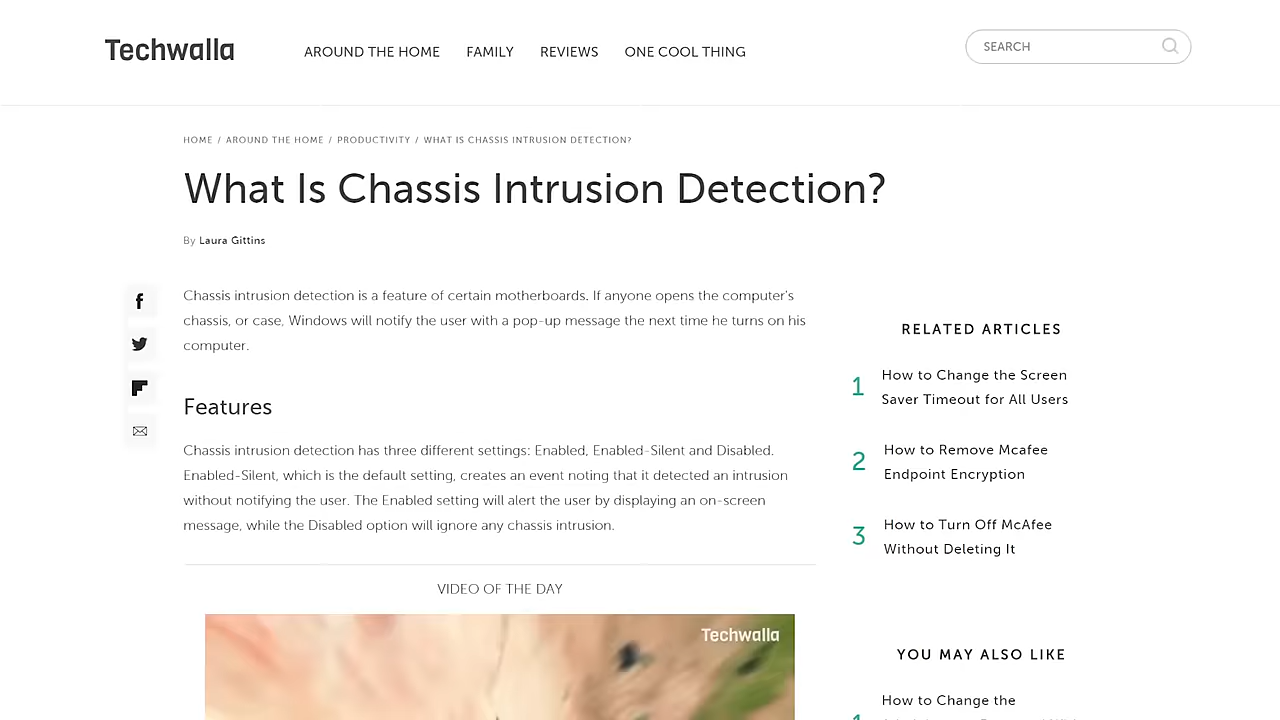 Techwalla
AROUND THE HOME FAMILY REVIEWS ONE COOL THING
SEARCH
HOME / AROUND THE HOME / PRODUCTIVITY / WHAT IS CHASSIS INTRUSION DETECTION?
What Is Chassis Intrusion Detection?
By Laura Gittins
Chassis intrusion detection is a feature of certain motherboards. If anyone opens the computer's
chassis, or case, Windows will notify the user with a pop-up message the next time he turns on his
computer.
Features
Chassis intrusion detection has three different settings: Enabled, Enabled-Silent and Disabled.
Enabled-Silent, which is the default setting, creates an event noting that it detected an intrusion
without notifying the user. The Enabled setting will alert the user by displaying an on-screen
message, while the Disabled option will ignore any chassis intrusion.
VIDEO OF THE DAY
Techwalla
RELATED ARTICLES
1 How to Change the Screen
Saver Timeout for All Users
2 How to Remove Mcafee
Endpoint Encryption
3 How to Turn Off McAfee
Without Deleting It
YOU MAY ALSO LIKE
How to Change the